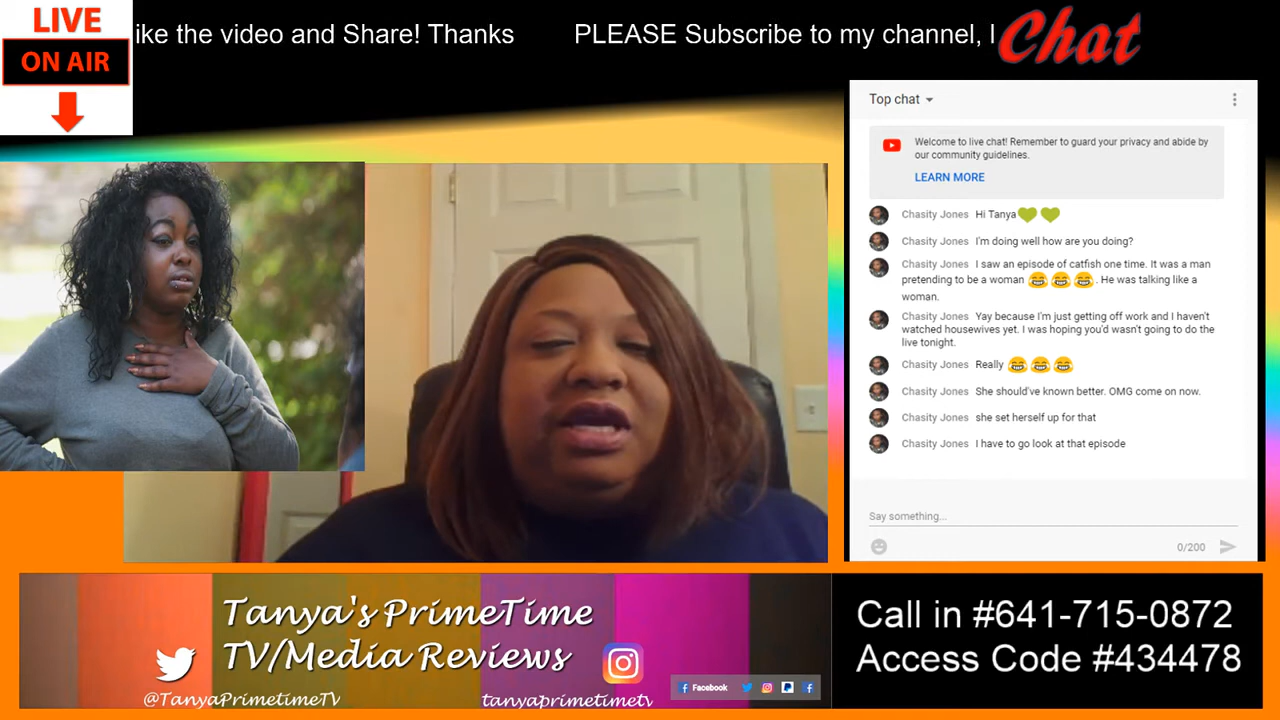 LIVE
ON AIR
ike the video and Share! Thanks PLEASE Subscribe to my channel, l
Chat
Top chat
Welcome to live chat! Remember to guard your privacy and abide by
our community guidelines.
LEARN MORE
Chasity Jones Hi Tanya
Chasity Jones I'm doing well how are you doing?
Chasity Jones I saw an episode of catfish one time. It was a man
pretending to be a woman 😂 😂 😂 . He was talking like a
woman.
Chasity Jones Yay because I'm just getting off work and I haven't
watched housewives yet. I was hoping you'd wasn't going to do the
live tonight.
Chasity Jones Really 😂 😂 😂
Chasity Jones She should've known better. OMG come on now.
Chasity Jones she set herself up for that
Chasity Jones I have to go look at that episode
Say something...
0/200
Tanya's PrimeTime
TV/Media Reviews
@TanyaPrimetimeTV
tanyaprimetimetv
Facebook
Call in #641-715-0872
Access Code #434478